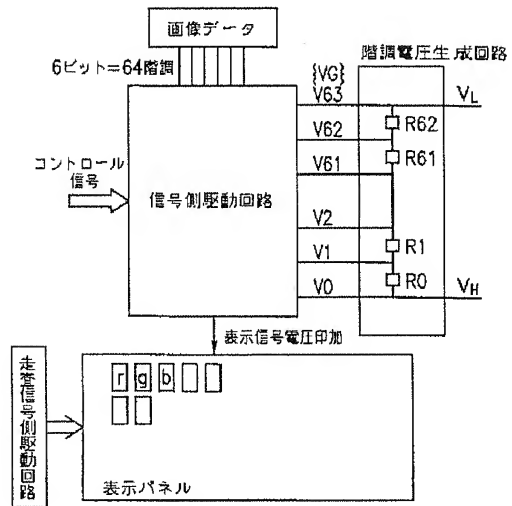 画像データ
6ビット=64階調
{VG}
階調電圧生成回路
V63
VL
R62
V62
R61
V61
コントロール
信号
信号側駆動回路
V2
R1
V1
R0
V0
VH
表示信号電圧印加
r g b
走査信号側駆動回路
表示パネル